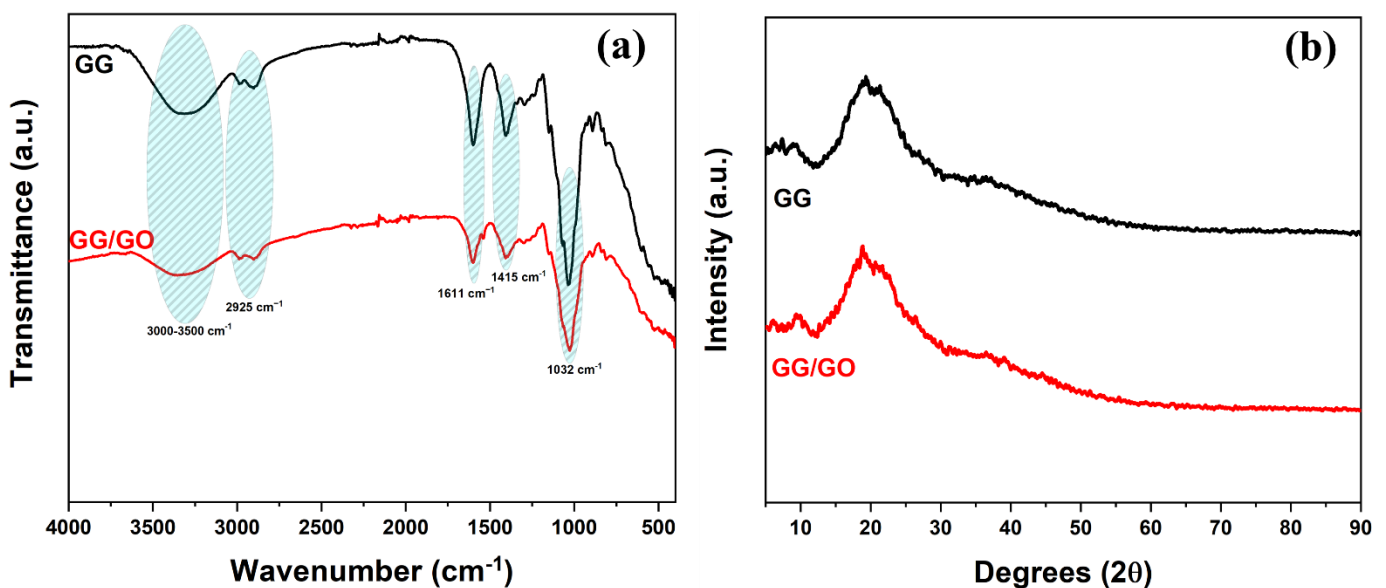 (a)
GG
GG/GO
3000-3500 cm⁻¹
2925 cm⁻¹
1611 cm⁻¹
1415 cm⁻¹
1032 cm⁻¹
Transmittance (a.u.)
4000 3500 3000 2500 2000 1500 1000 500
Wavenumber (cm⁻¹)
(b)
GG
GG/GO
Intensity (a.u.)
10 20 30 40 50 60 70 80 90
Degrees (2θ)